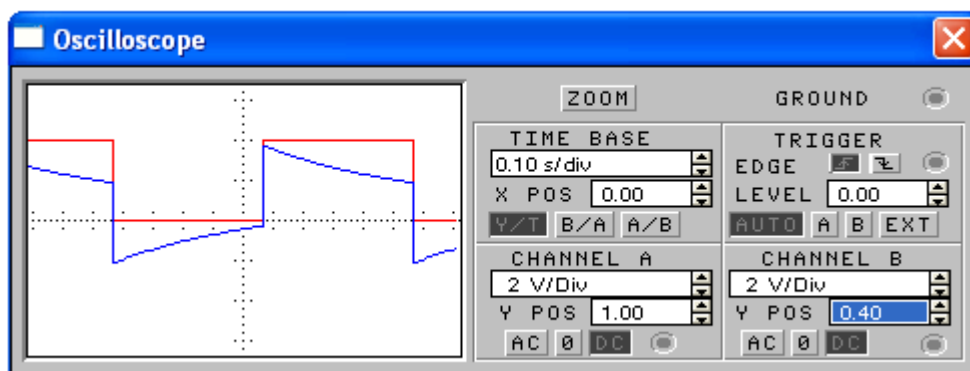 Oscilloscope
ZOOM
GROUND
TIME BASE
0.10 s/div
X POS 0.00
Y/T B/A A/B
TRIGGER
EDGE
LEVEL 0.00
AUTO A B EXT
CHANNEL A
2 V/Div
Y POS 1.00
AC 0 DC
CHANNEL B
2 V/Div
Y POS 0.40
AC 0 DC